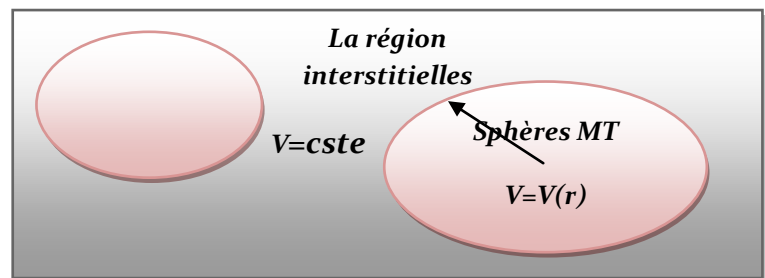 La région
interstitielles
V=cste
Sphères MT
V=V(r)